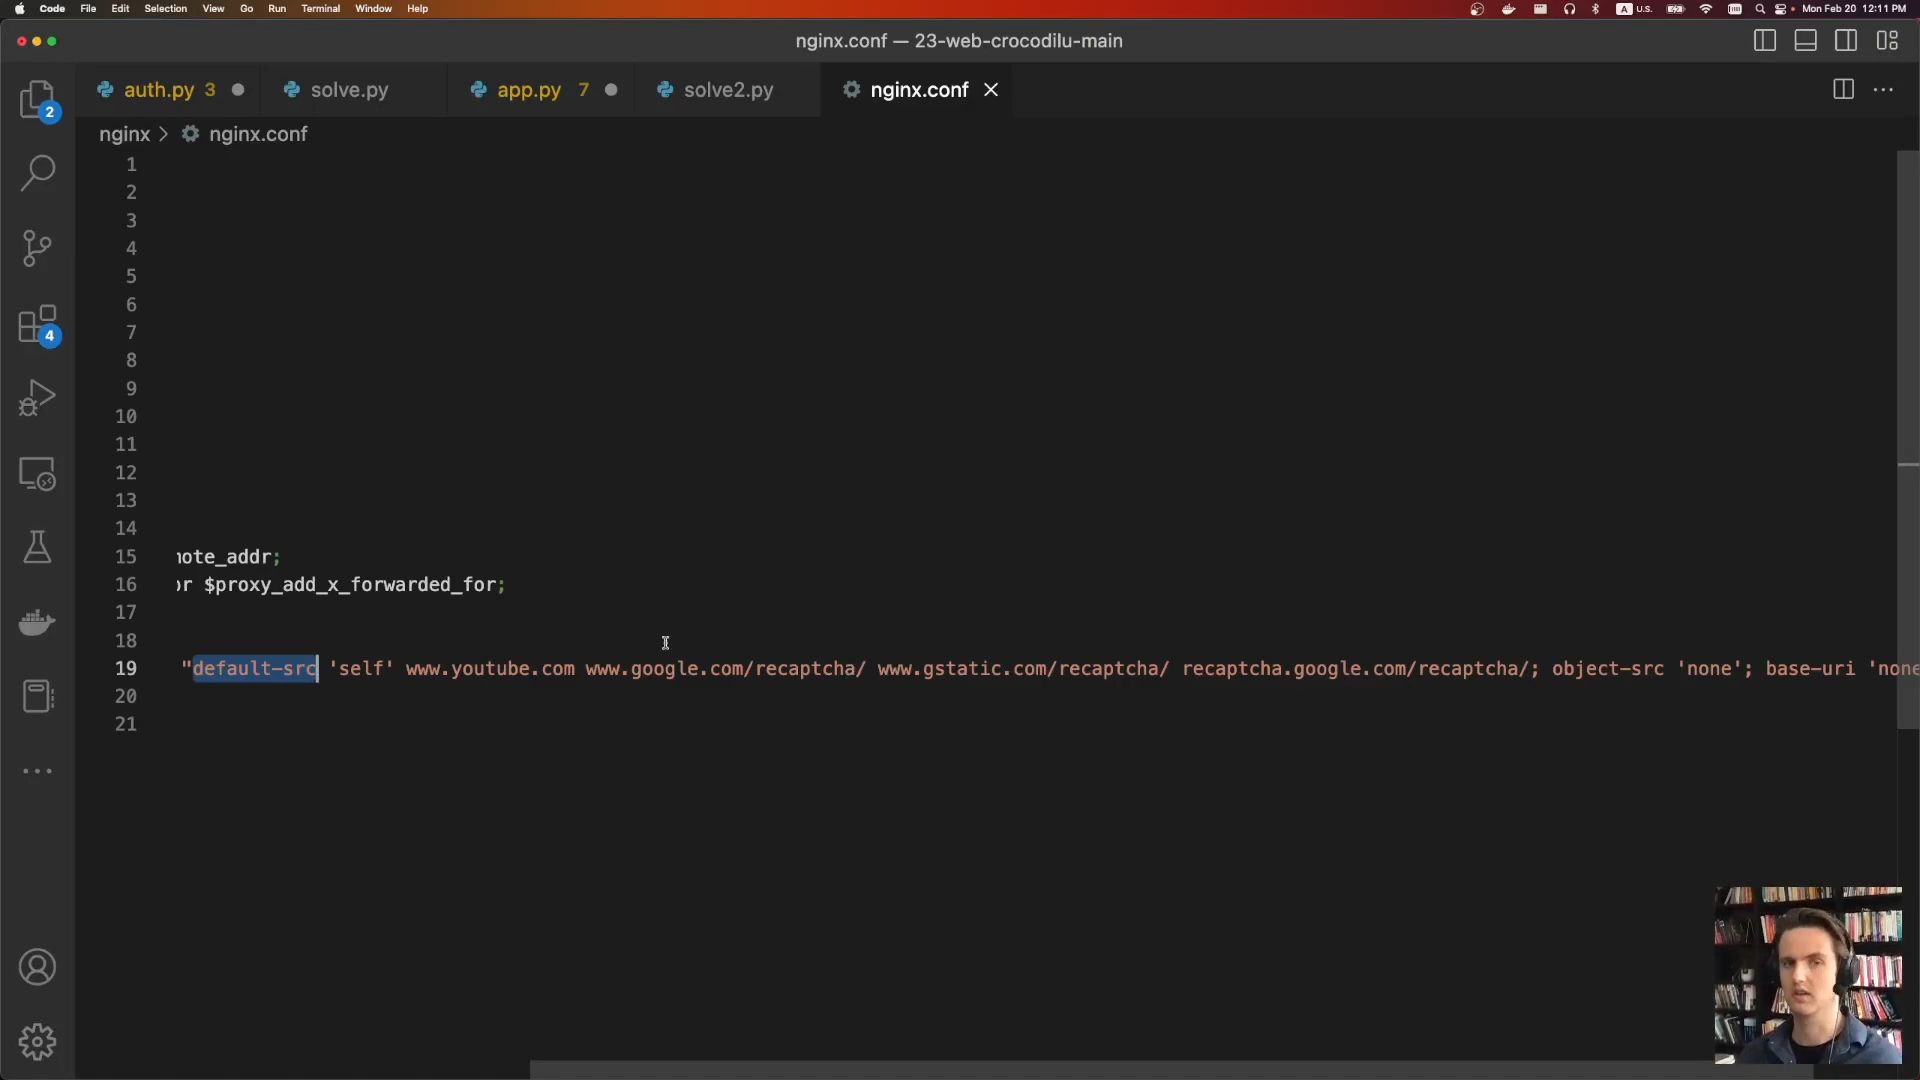 Code File Edit Selection View Go Run Terminal Window Help
A U.S. Mon Feb 20 12:11 PM
nginx.conf — 23-web-crocodilu-main
auth.py 3 solve.py app.py 7 solve2.py nginx.conf
nginx > nginx.conf
2
4
1
2
3
4
5
6
7
8
9
10
11
12
13
14
15 note_addr;
16 or $proxy_add_x_forwarded_for;
17
18
19 "default-src 'self' www.youtube.com www.google.com/recaptcha/ www.gstatic.com/recaptcha/ recaptcha.google.com/recaptcha/; object-src 'none'; base-uri 'none
20
21